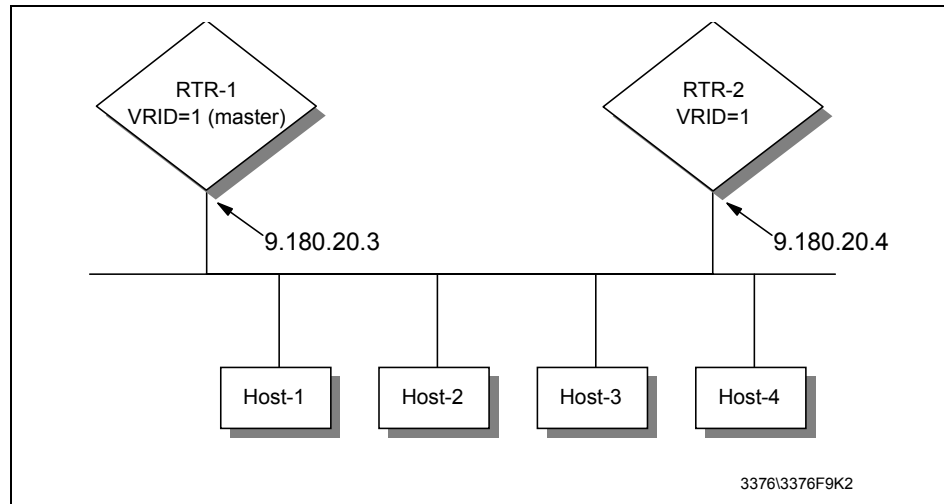 RTR-1
VRID=1 (master)
RTR-2
VRID=1
9.180.20.3
9.180.20.4
Host-1
Host-2
Host-3
Host-4
3376\3376F9K2